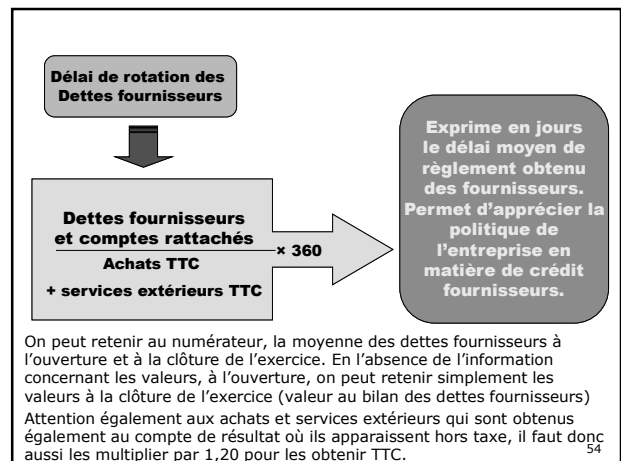 Délai de rotation des
Dettes fournisseurs
Dettes fournisseurs
et comptes rattachés
Achats TTC
+ services extérieurs TTC
× 360
Exprime en jours
le délai moyen de
règlement obtenu
des fournisseurs.
Permet d’apprécier la
politique de
l’entreprise en
matière de crédit
fournisseurs.
On peut retenir au numérateur, la moyenne des dettes fournisseurs à
l’ouverture et à la clôture de l’exercice. En l’absence de l’information
concernant les valeurs, à l’ouverture, on peut retenir simplement les
valeurs à la clôture de l’exercice (valeur au bilan des dettes fournisseurs)
Attention également aux achats et services extérieurs qui sont obtenus
également au compte de résultat où ils apparaissent hors taxe, il faut donc
aussi les multiplier par 1,20 pour les obtenir TTC.
54